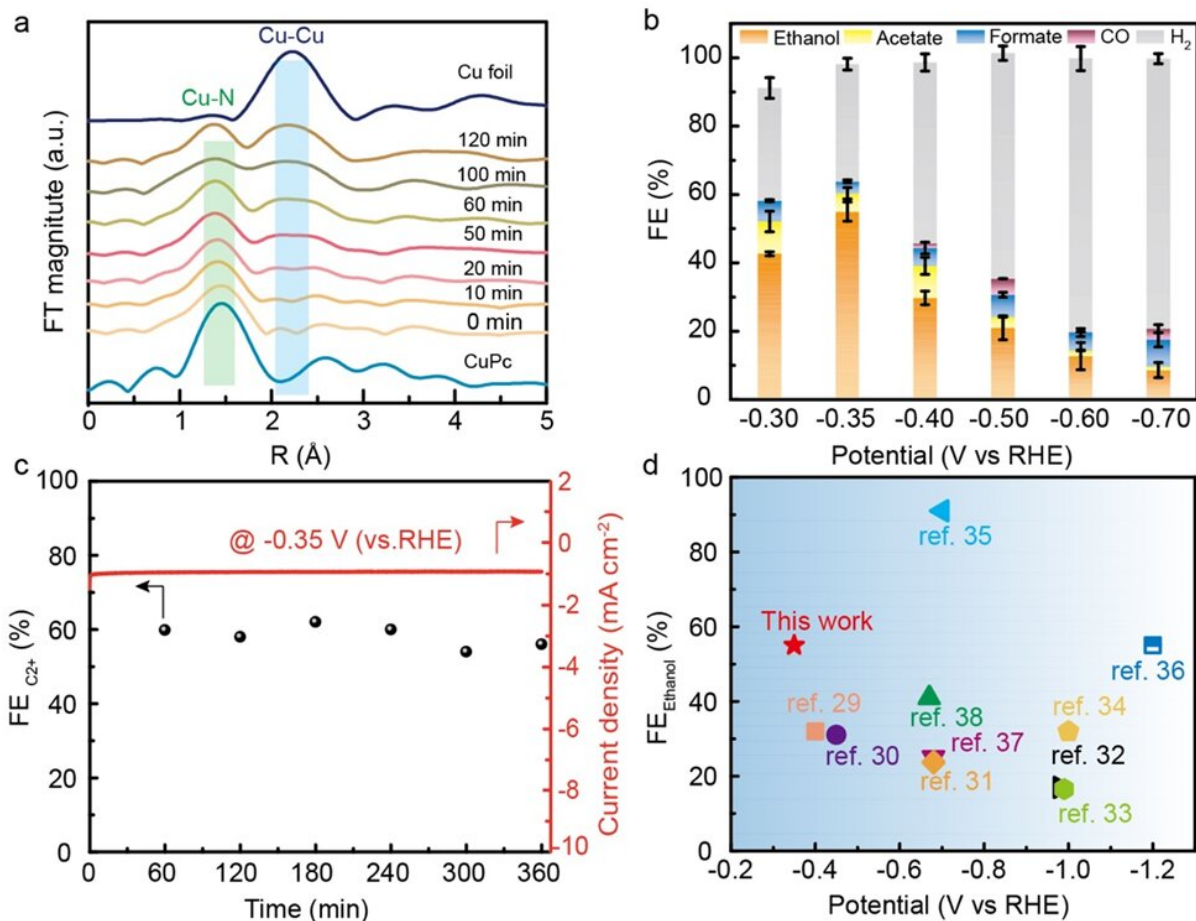 a
Cu-Cu
Cu foil
Cu-N
120 min
100 min
60 min
50 min
20 min
10 min
0 min
CuPc
FT magnitute (a.u.)
0 1 2 3 4 5
R (Å)
b
Ethanol Acetate Formate CO H₂
FE (%)
100
80
60
40
20
0
-0.30 -0.35 -0.40 -0.50 -0.60 -0.70
Potential (V vs RHE)
c
@ -0.35 V (vs.RHE)
FE C2+ (%)
100
80
60
40
20
0
Current density (mA cm⁻²)
2
0
-2
-4
-6
-8
-10
0 60 120 180 240 300 360
Time (min)
d
ref. 35
This work
ref. 36
ref. 29
ref. 38
ref. 34
ref. 30
ref. 37
ref. 32
ref. 31
ref. 33
FE Ethanol (%)
100
80
60
40
20
0
-0.2 -0.4 -0.6 -0.8 -1.0 -1.2
Potential (V vs RHE)